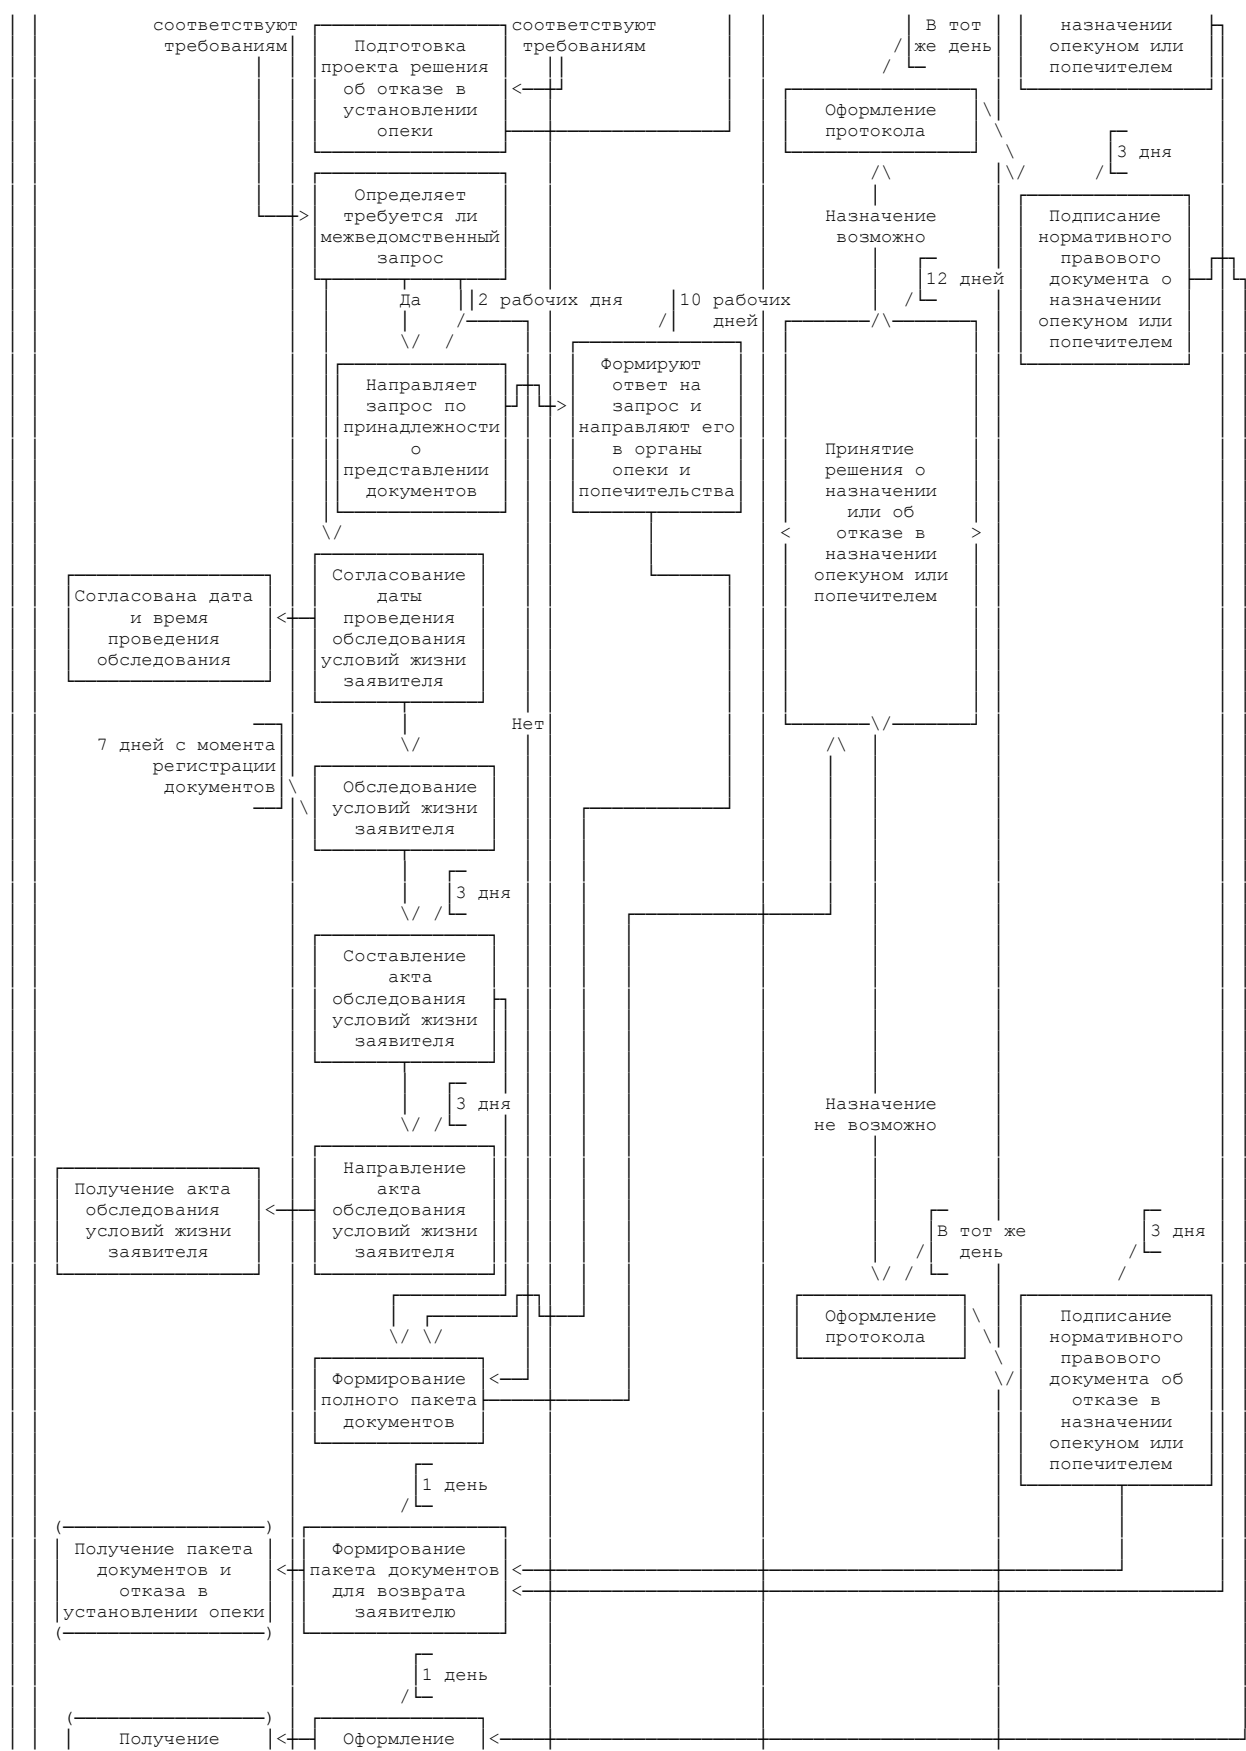 соответствуют
требованиям
Подготовка
проекта решения
об отказе в
установлении
опеки
соответствуют
требованиям
В тот
же день
назначении
опекуном или
попечителем
Оформление
протокола
3 дня
Определяет
требуется ли
межведомственный
запрос
Назначение
возможно
Подписание
нормативного
правового
документа о
назначении
опекуном или
попечителем
12 дней
Да
2 рабочих дня
10 рабочих
дней
Направляет
запрос по
принадлежности
о
представлении
документов
Формируют
ответ на
запрос и
направляют его
в органы
опеки и
попечительства
Принятие
решения о
назначении
или об
отказе в
назначении
опекуном или
попечителем
Согласована дата
и время
проведения
обследования
Согласование
даты
проведения
обследования
условий жизни
заявителя
Нет
7 дней с момента
регистрации
документов
Обследование
условий жизни
заявителя
3 дня
Составление
акта
обследования
условий жизни
заявителя
3 дня
Назначение
не возможно
Получение акта
обследования
условий жизни
заявителя
Направление
акта
обследования
условий жизни
заявителя
В тот же
день
3 дня
Оформление
протокола
Подписание
нормативного
правового
документа об
отказе в
назначении
опекуном или
попечителем
Формирование
полного пакета
документов
1 день
Получение пакета
документов и
отказа в
установлении опеки
Формирование
пакета документов
для возврата
заявителю
1 день
Получение
Оформление